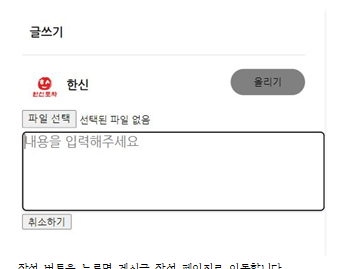 글쓰기
한신
올리기
한신로자
파일 선택 선택된 파일 없음
내용을 입력해주세요
취소하기
작성 버튼을 누르면 게시글 작성 페이지로 이동합니다